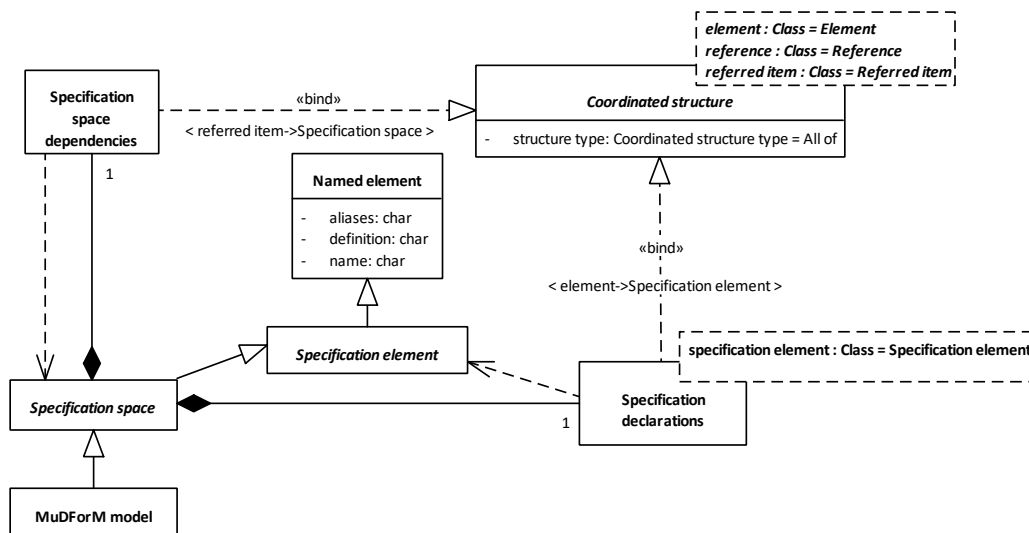 element : Class = Element
reference : Class = Reference
referred item : Class = Referred item
Specification
space
dependencies
«bind»
< referred item->Specification space >
Coordinated structure
- structure type: Coordinated structure type = All of
1
Named element
- aliases: char
- definition: char
- name: char
«bind»
< element->Specification element >
Specification element
specification element : Class = Specification element
Specification space
1
Specification
declarations
MuDForM model